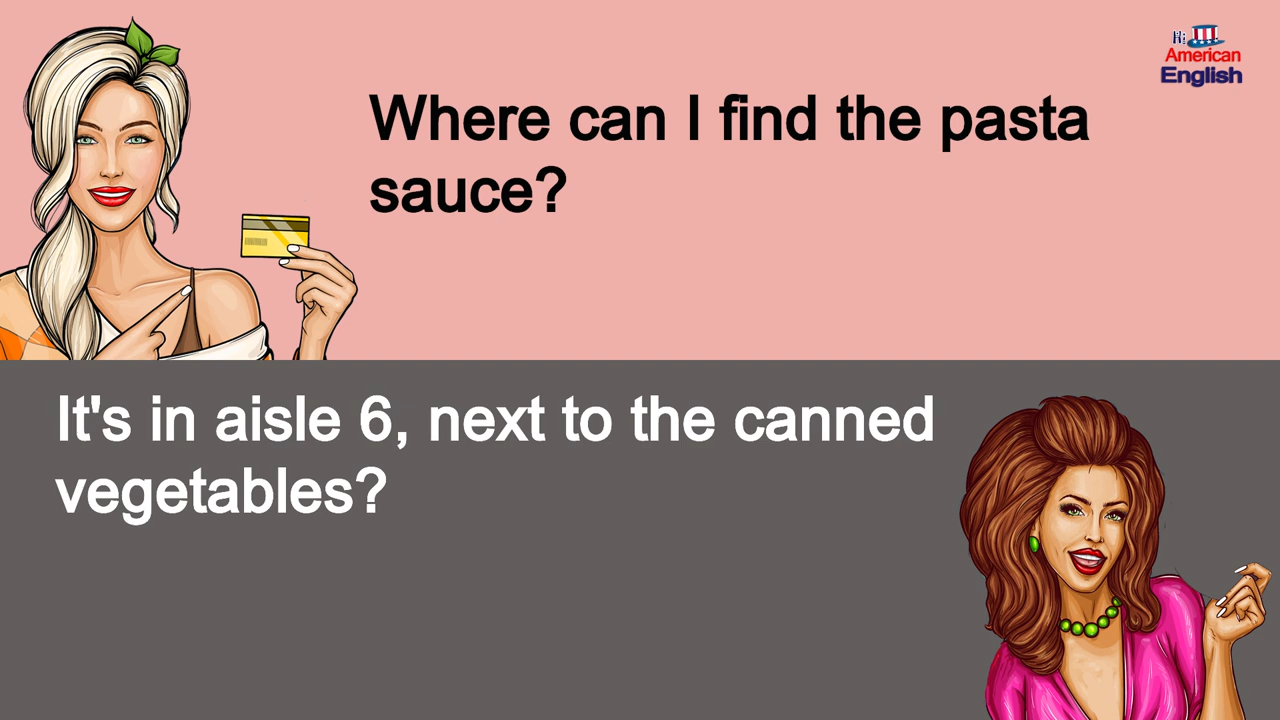 Hi
American
English
Where can I find the pasta
sauce?
It's in aisle 6, next to the canned
vegetables?